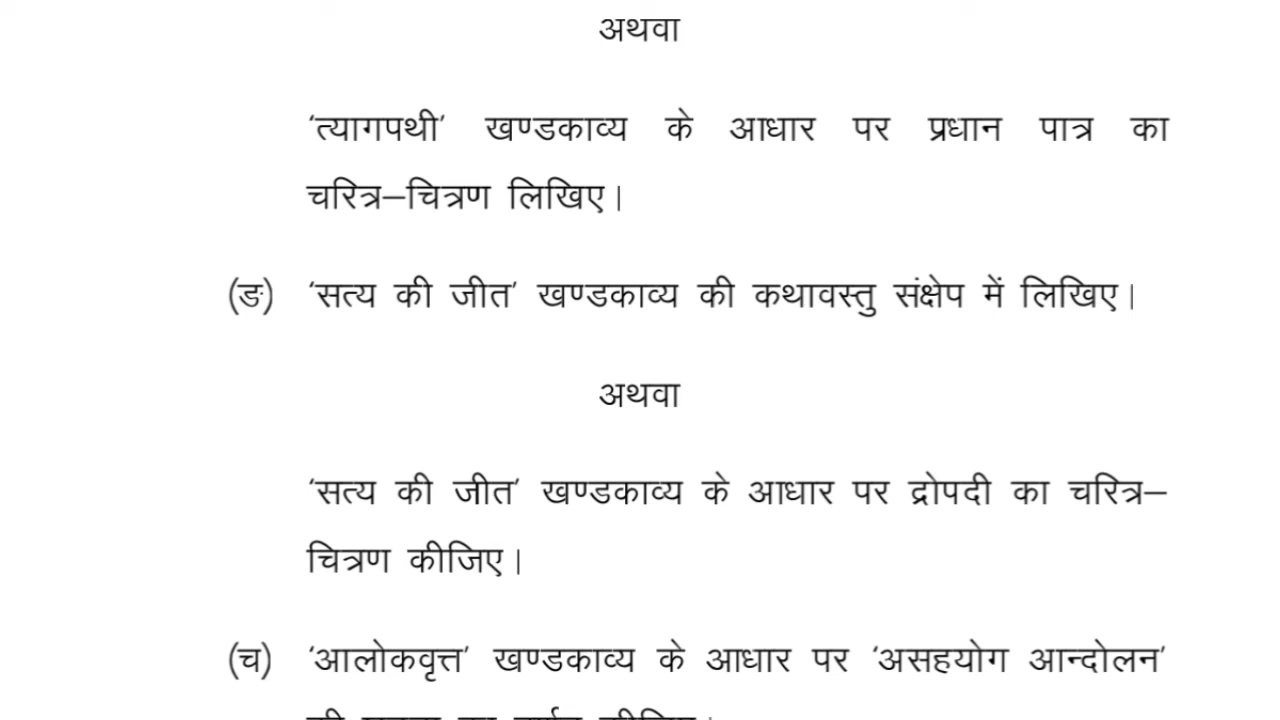 अथवा
‘त्यागपथी’ खण्डकाव्य के आधार पर प्रधान पात्र का
चरित्र–चित्रण लिखिए।
(ङ) ‘सत्य की जीत’ खण्डकाव्य की कथावस्तु संक्षेप में लिखिए।
अथवा
‘सत्य की जीत’ खण्डकाव्य के आधार पर द्रोपदी का चरित्र–
चित्रण कीजिए।
(च) ‘आलोकवृत्त’ खण्डकाव्य के आधार पर ‘असहयोग आन्दोलन’